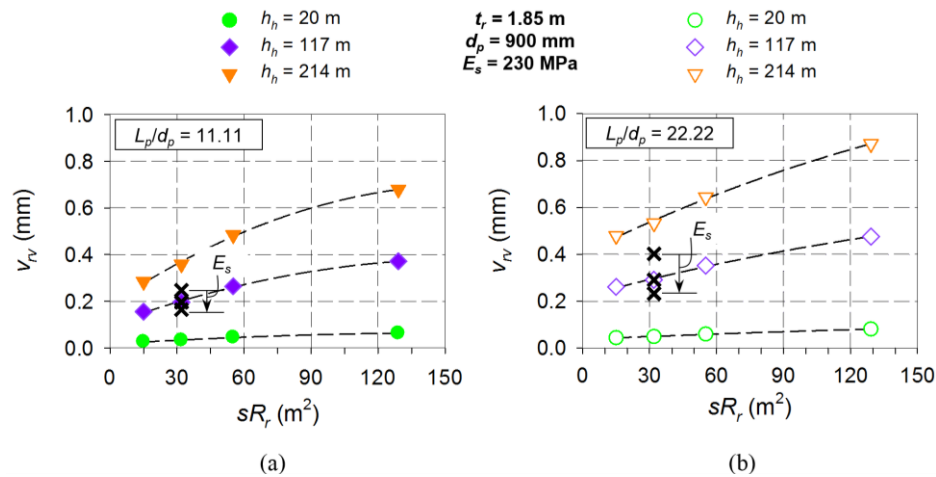 h_h = 20 m
h_h = 117 m
h_h = 214 m
t_r = 1.85 m
d_p = 900 mm
E_s = 230 MPa
h_h = 20 m
h_h = 117 m
h_h = 214 m
L_p/d_p = 11.11
1.0
0.8
0.6
0.4
0.2
0.0
v_rv (mm)
E_s
0
30
60
90
120
150
sR_r (m²)
(a)
L_p/d_p = 22.22
1.0
0.8
0.6
0.4
0.2
0.0
v_rv (mm)
E_s
0
30
60
90
120
150
sR_r (m²)
(b)